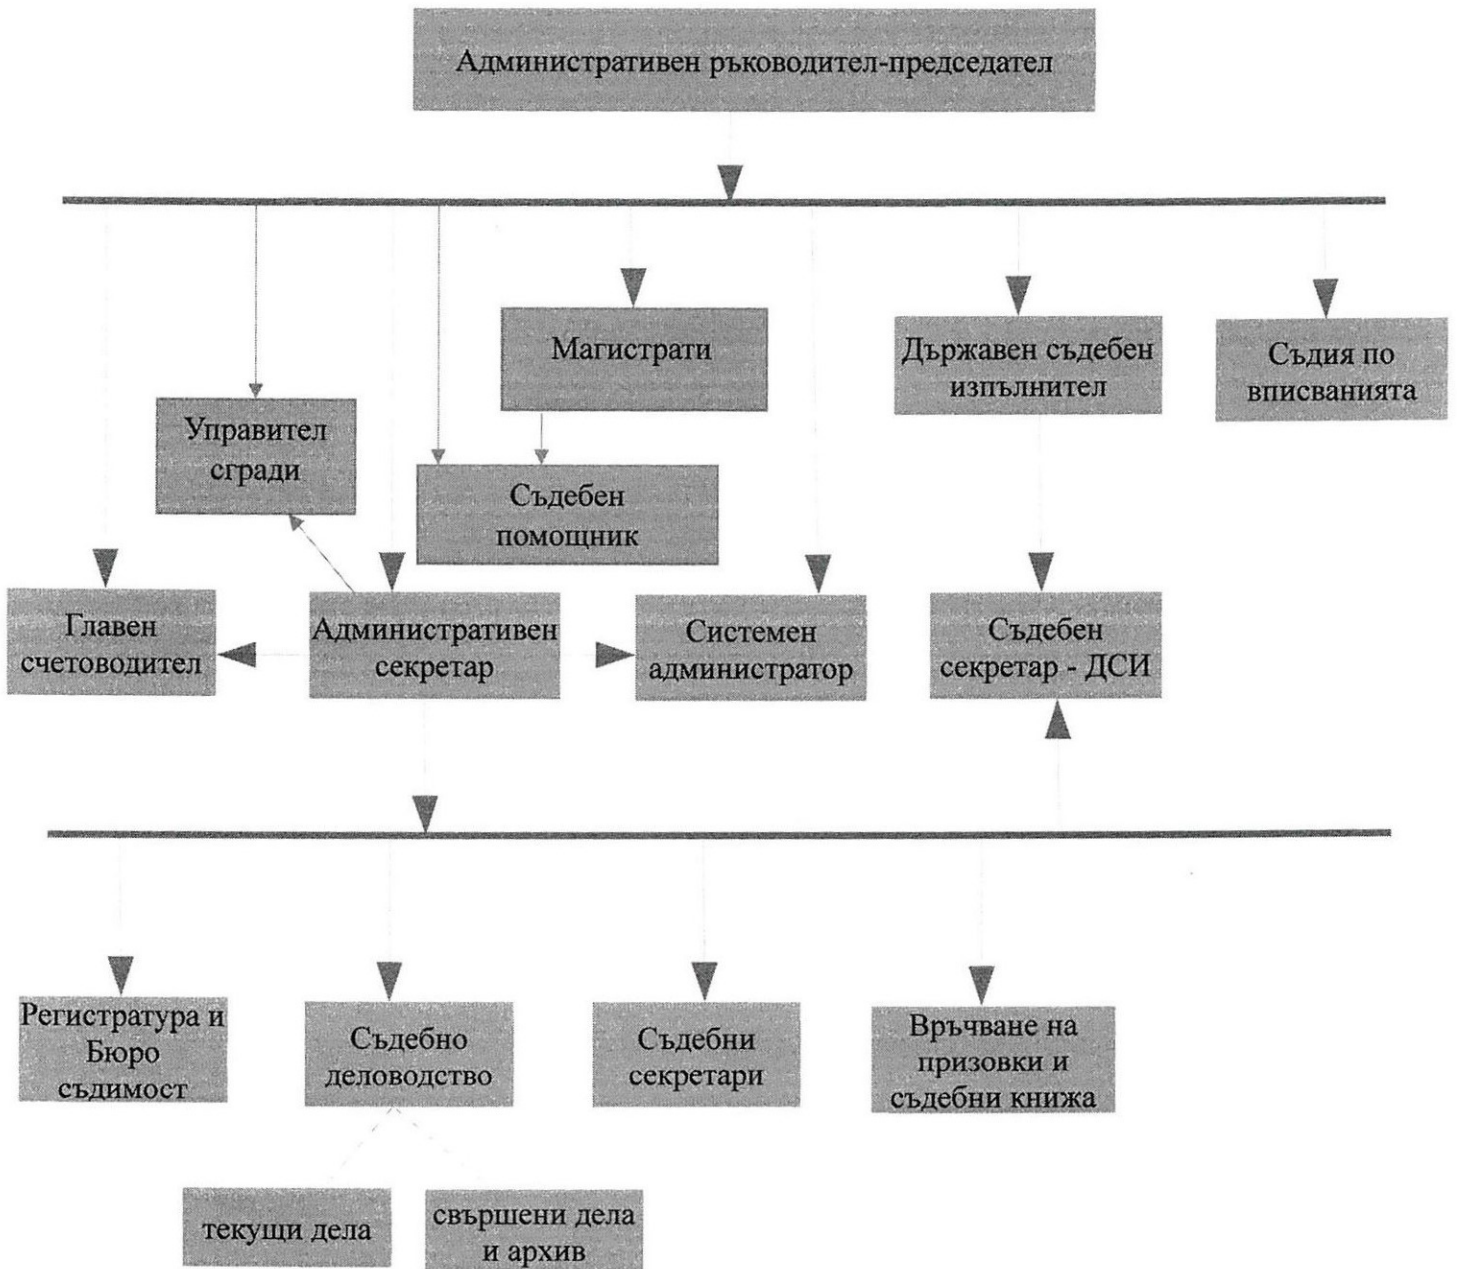 Административен ръководител-председател
Магистрати
Държавен съдебен
изпълнител
Съдия по
вписванията
Управител
сгради
Съдебен
помощник
Главен
счетоводител
Административен
секретар
Системен
администратор
Съдебен
секретар - ДСИ
Регистратура и
Бюро
съдимост
Съдебно
деловодство
Съдебни
секретари
Връчване на
призовки и
съдебни книжа
текущи дела
свършени дела
и архив